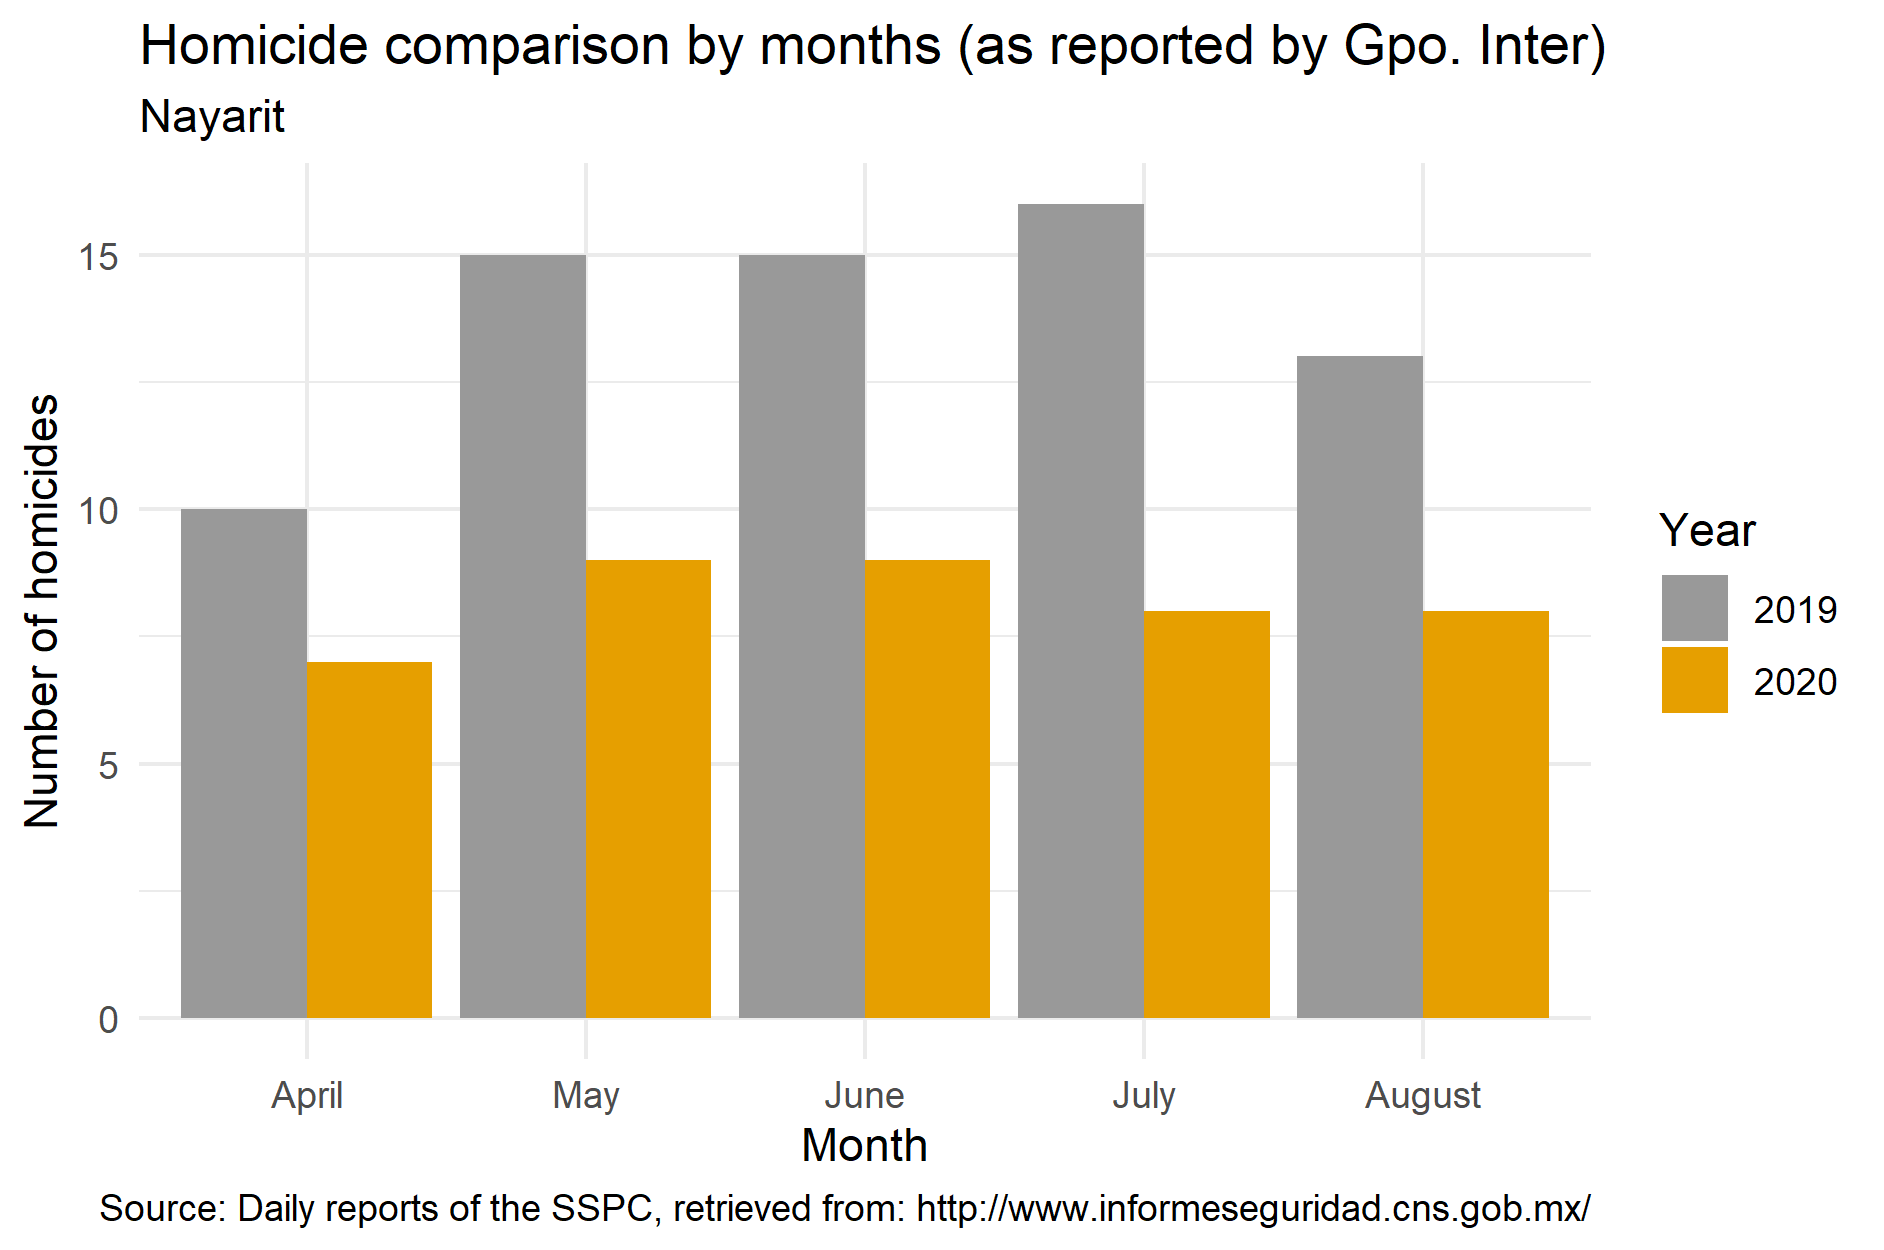 Homicide comparison by months (as reported by Gpo. Inter)
Nayarit
Number of homicides
15
10
5
0
April May June July August
Month
Year
2019
2020
Source: Daily reports of the SSPC, retrieved from: http://www.informeseguridad.cns.gob.mx/